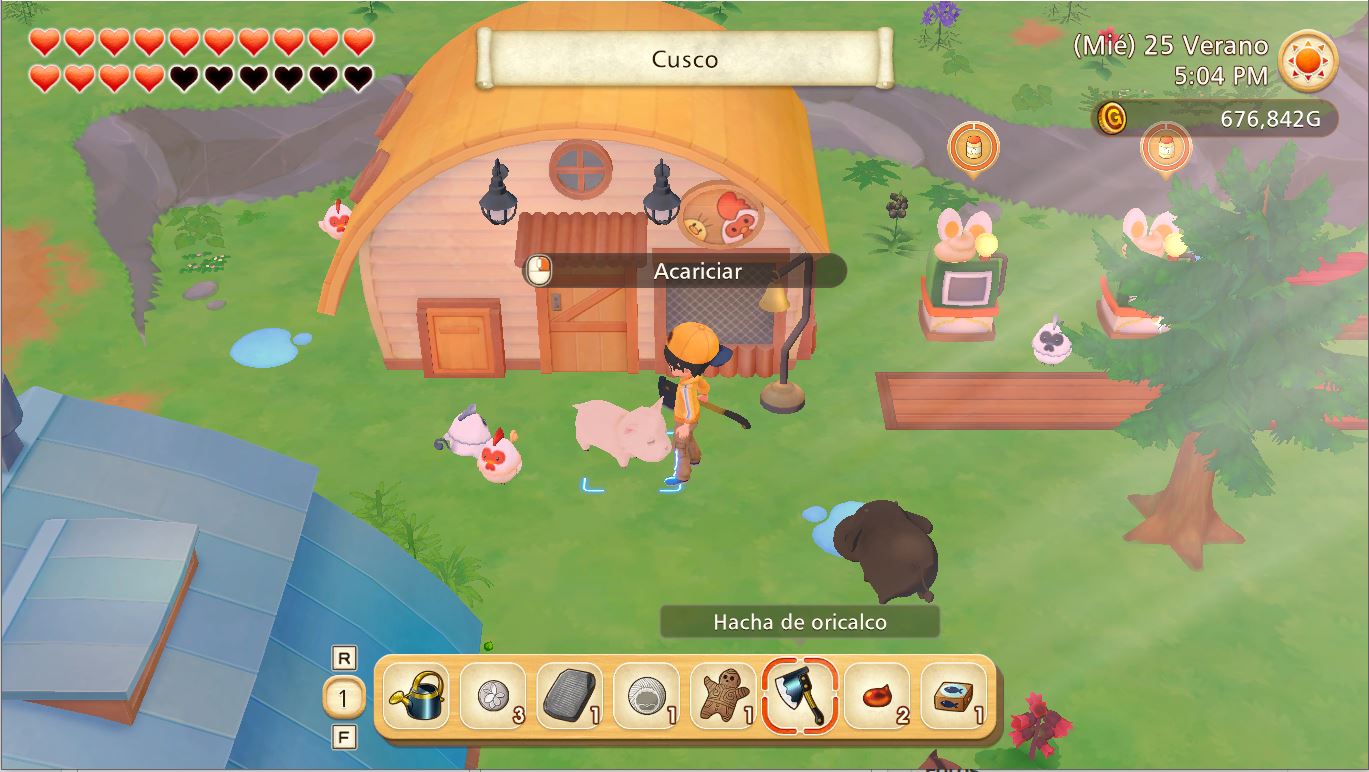 Cusco
(Mié) 25 Verano
5:04 PM
G
676,842G
Acariciar
Hacha de oricalco
R
1
F
3
1
1
1
2
1